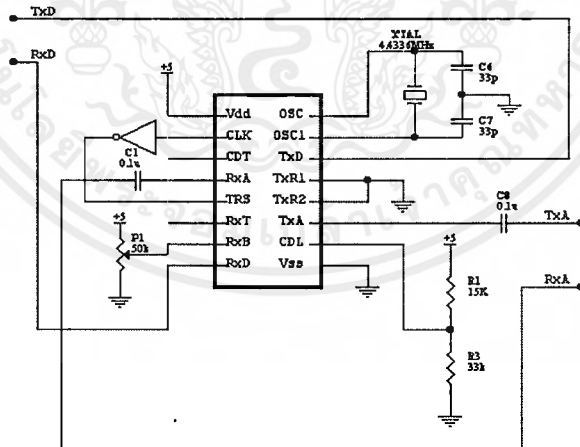 TxD
RxD
XTAL
4.4336MHz
+5
C6
33p
C7
33p
Vdd
OSC
CLK
OSC1
CDT
TxD
RxA
TxR1
TRS
TxR2
RxT
TxA
RxB
CDL
RxD
Vss
C1
0.1u
+5
P1
50k
C8
0.1u
TxA
+5
R1
15K
RxA
R3
33k